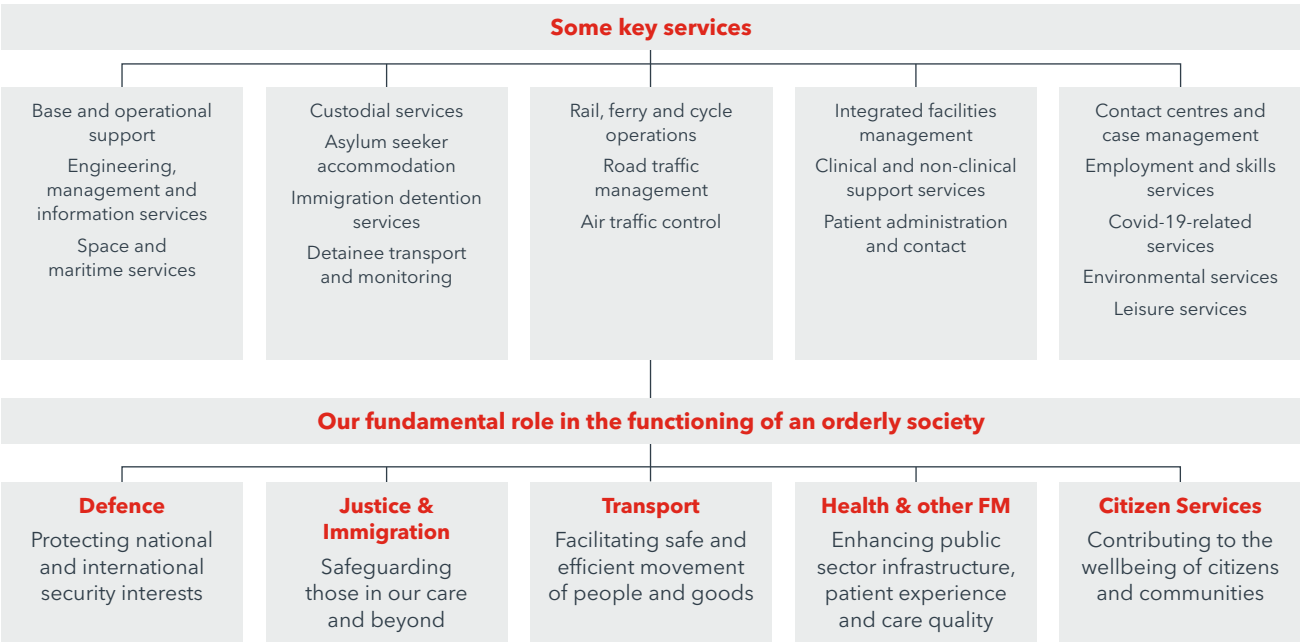 Some key services
Base and operational
support
Engineering,
management and
information services
Space and
maritime services
Custodial services
Asylum seeker
accommodation
Immigration detention
services
Detainee transport
and monitoring
Rail, ferry and cycle
operations
Road traffic
management
Air traffic control
Integrated facilities
management
Clinical and non-clinical
support services
Patient administration
and contact
Contact centres and
case management
Employment and skills
services
Covid-19-related
services
Environmental services
Leisure services
Our fundamental role in the functioning of an orderly society
Defence
Protecting national
and international
security interests
Justice &
Immigration
Safeguarding
those in our care
and beyond
Transport
Facilitating safe and
efficient movement
of people and goods
Health & other FM
Enhancing public
sector infrastructure,
patient experience
and care quality
Citizen Services
Contributing to the
wellbeing of citizens
and communities